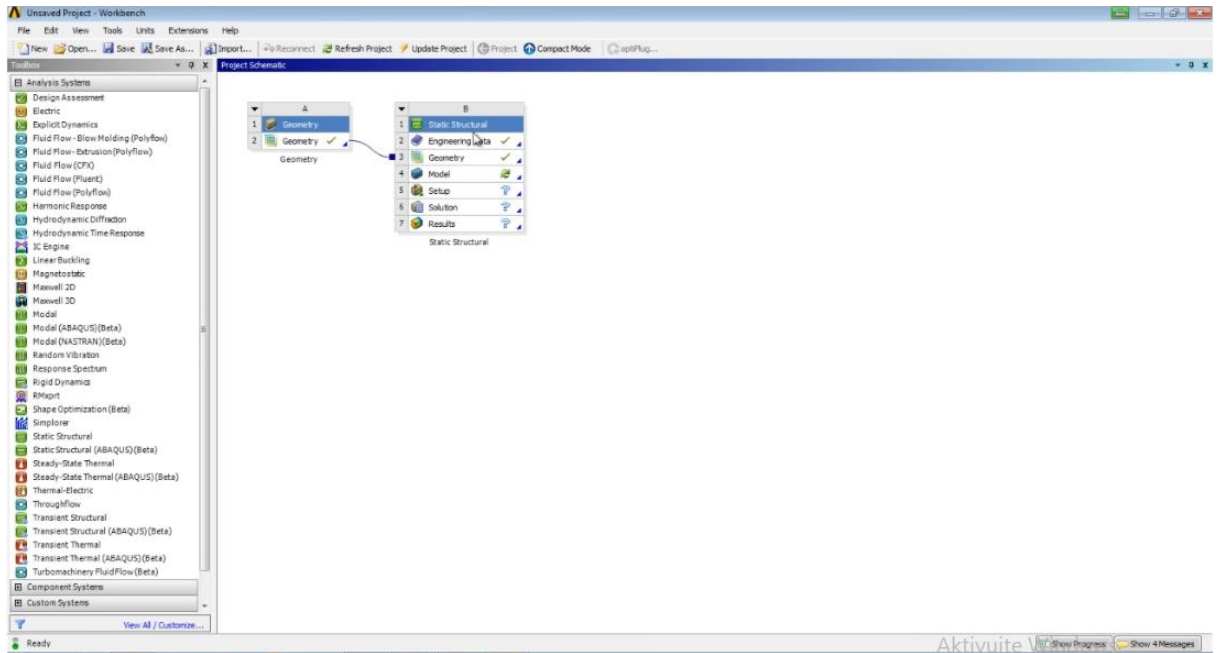 Unsaved Project - Workbench
File Edit View Tools Units Extensions Help
New Open... Save Save As... Import... Reconnect Refresh Project Update Project Project Compact Mode OptiPlug...
Toolbox
Project Schematic
Analysis Systems
Design Assessment
Electric
Explicit Dynamics
Fluid Flow - Blow Molding (Polyflow)
Fluid Flow - Extrusion (Polyflow)
Fluid Flow (CFX)
Fluid Flow (Fluent)
Fluid Flow (Polyflow)
Harmonic Response
Hydrodynamic Diffraction
Hydrodynamic Time Response
IC Engine
Linear Buckling
Magnetostatic
Maxwell 2D
Maxwell 3D
Modal
Modal (ABAQUS) (Beta)
Modal (NASTRAN) (Beta)
Random Vibration
Response Spectrum
Rigid Dynamics
RMxprt
Shape Optimization (Beta)
Simplorer
Static Structural
Static Structural (ABAQUS) (Beta)
Steady-State Thermal
Steady-State Thermal (ABAQUS) (Beta)
Thermal-Electric
Throughflow
Transient Structural
Transient Structural (ABAQUS) (Beta)
Transient Thermal
Transient Thermal (ABAQUS) (Beta)
Turbomachinery Fluid Flow (Beta)
Component Systems
Custom Systems
View All / Customize...
A
1 Geometry
2 Geometry
Geometry
B
1 Static Structural
2 Engineering Data
3 Geometry
4 Model
5 Setup
6 Solution
7 Results
Static Structural
Ready
Aktivuite
Show Progress
Show 4 Messages